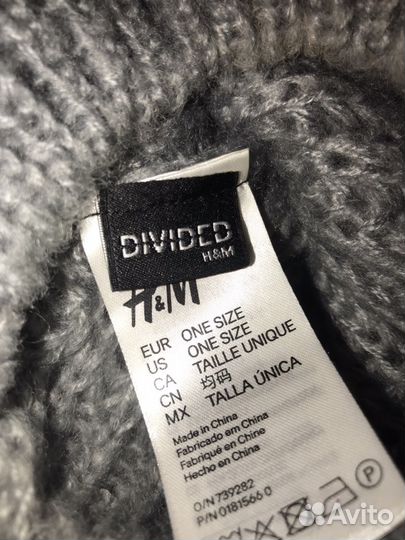 DIVIDED
H&M
H&M
EUR ONE SIZE
US ONE SIZE
CA TAILLE UNIQUE
CN 均码
MX TALLA ÚNICA
Made in China
Fabricado em China
Fabriqué en Chine
Hecho en China
O/N 739282
P/N 0181566 0
P
Avito